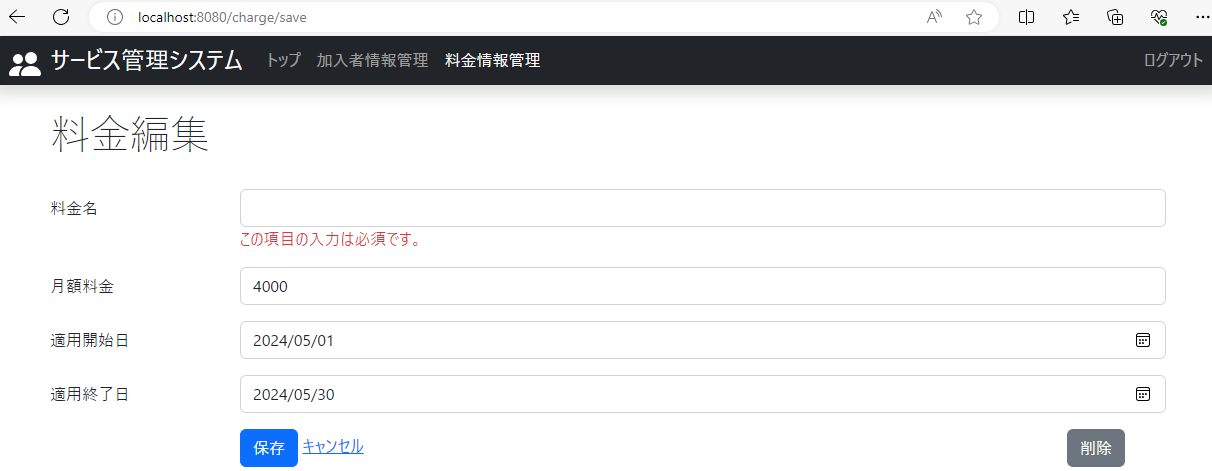 localhost:8080/charge/save
サービス管理システム トップ 加入者情報管理 料金情報管理 ログアウト
料金編集
料金名
この項目の入力は必須です。
月額料金 4000
適用開始日 2024/05/01
適用終了日 2024/05/30
保存 キャンセル 削除